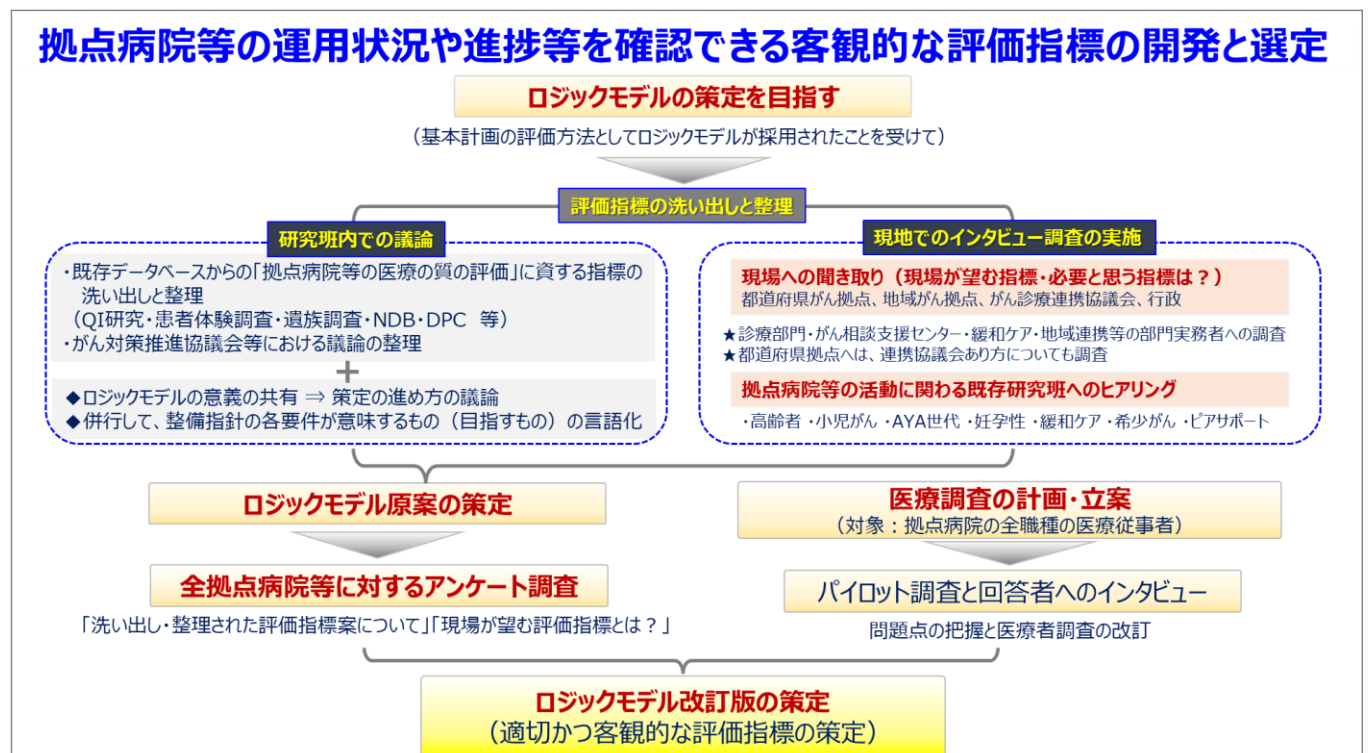 拠点病院等の運用状況や進捗等を確認できる客観的な評価指標の開発と選定
ロジックモデルの策定を目指す
（基本計画の評価方法としてロジックモデルが採用されたことを受けて）
評価指標の洗い出しと整理
研究班内での議論
・既存データベースからの「拠点病院等の医療の質の評価」に資する指標の
洗い出しと整理
（QI研究・患者体験調査・遺族調査・NDB・DPC 等）
・がん対策推進協議会等における議論の整理
＋
◆ロジックモデルの意義の共有 ⇒ 策定の進め方の議論
◆併行して、整備指針の各要件が意味するもの（目指すもの）の言語化
現地でのインタビュー調査の実施
現場への聞き取り（現場が望む指標・必要と思う指標は？）
都道府県がん拠点、地域がん拠点、がん診療連携協議会、行政
★診療部門・がん相談支援センター・緩和ケア・地域連携等の部門実務者への調査
★都道府県拠点へは、連携協議会あり方についても調査
拠点病院等の活動に関わる既存研究班へのヒアリング
・高齢者 ・小児がん ・AYA世代 ・妊孕性 ・緩和ケア ・希少がん ・ピアサポート
ロジックモデル原案の策定
全拠点病院等に対するアンケート調査
「洗い出し・整理された評価指標案について」「現場が望む評価指標とは？」
医療調査の計画・立案
（対象：拠点病院の全職種の医療従事者）
パイロット調査と回答者へのインタビュー
問題点の把握と医療者調査の改訂
ロジックモデル改訂版の策定
（適切かつ客観的な評価指標の策定）